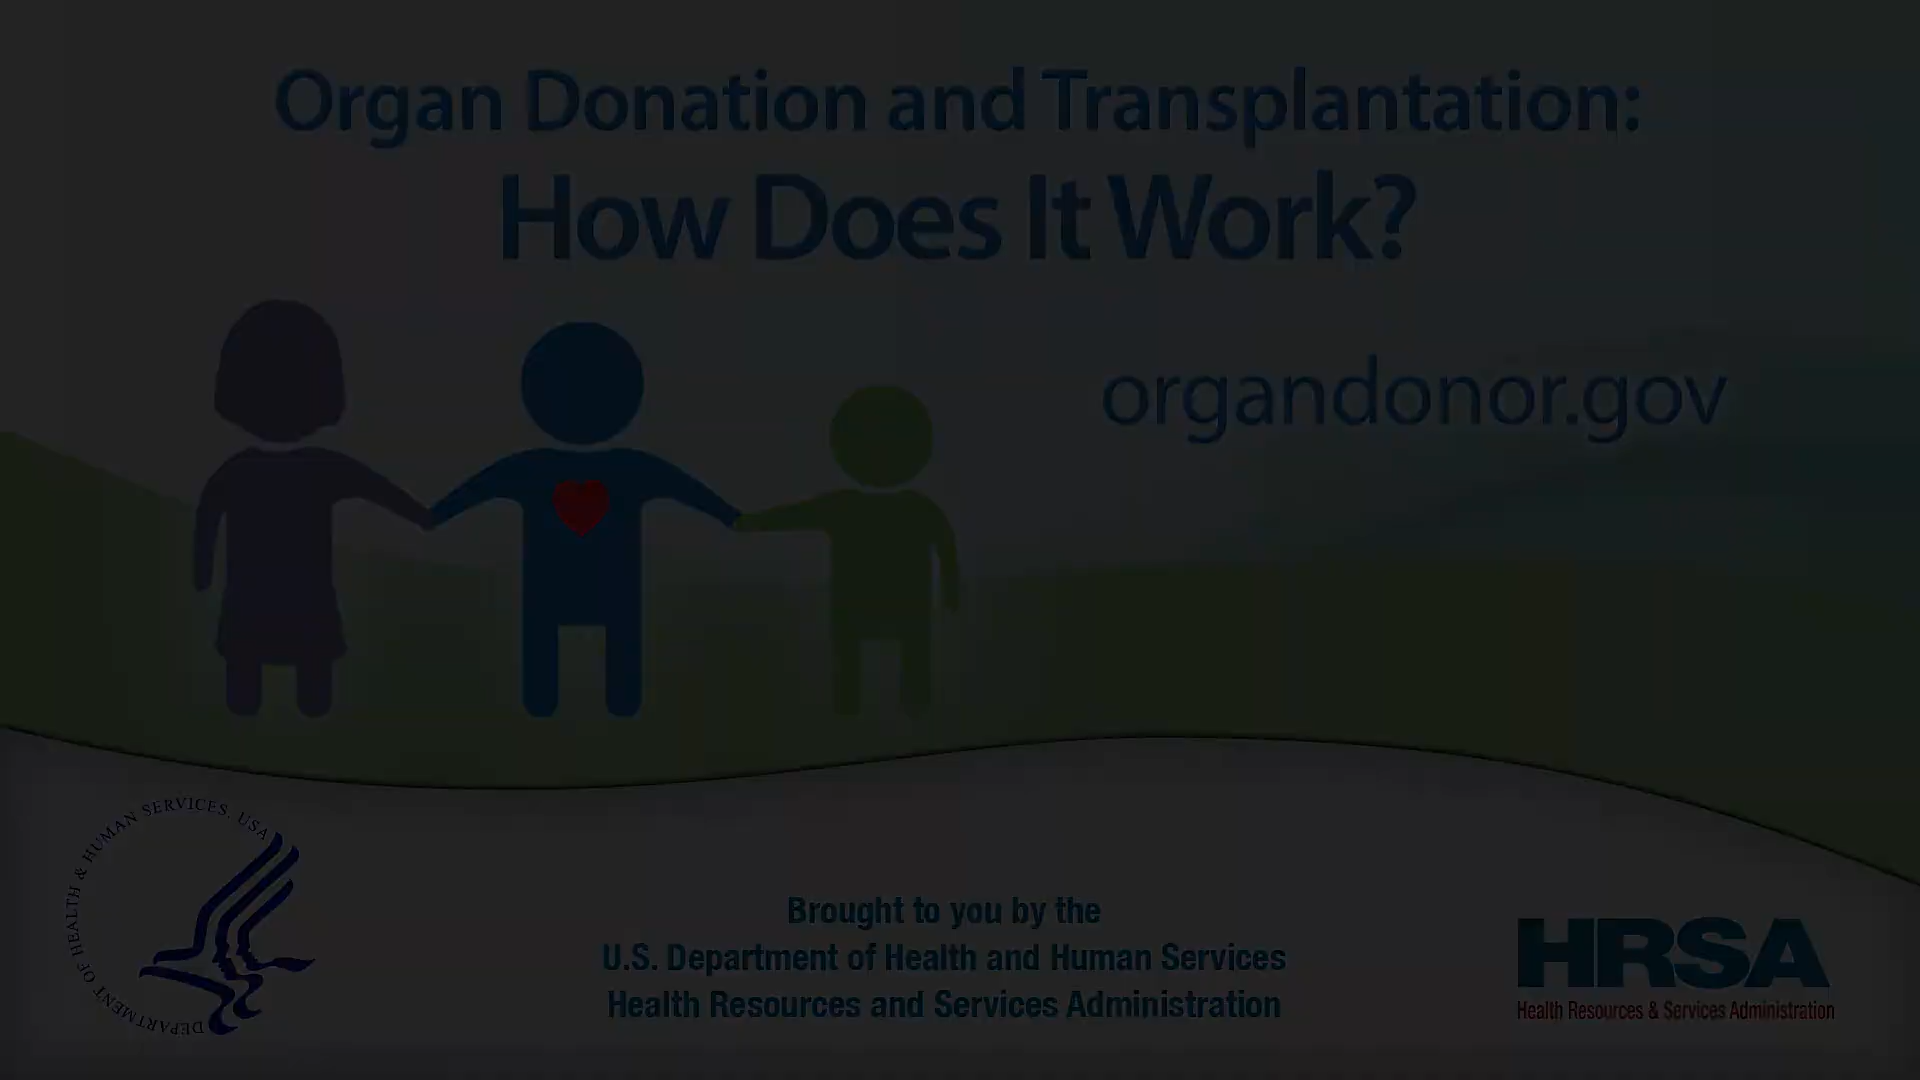 Organ Donation and Transplantation:
How Does It Work?
organdonor.gov
DEPARTMENT OF HEALTH & HUMAN SERVICES, USA
Brought to you by the
U.S. Department of Health and Human Services
Health Resources and Services Administration
HRSA
Health Resources & Services Administration